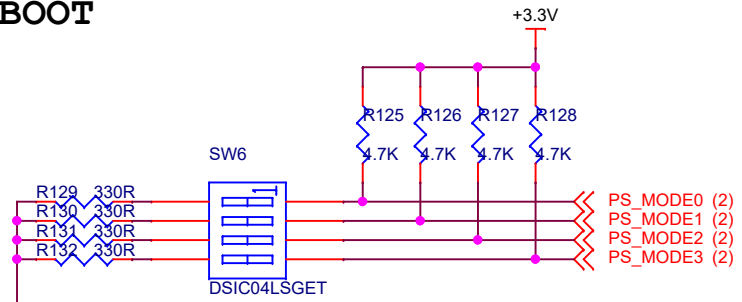 BOOT
+3.3V
R125 R126 R127 R128
4.7K 4.7K 4.7K 4.7K
SW6
1
R129 330R
R130 330R
R131 330R
R132 330R
PS_MODE0 (2)
PS_MODE1 (2)
PS_MODE2 (2)
PS_MODE3 (2)
DSIC04LSGET